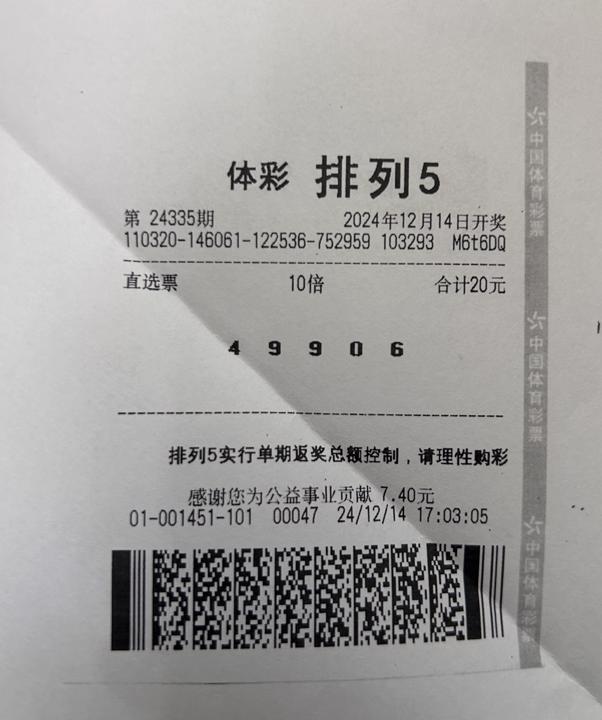 体彩 排列5
第 24335期 2024年12月14日开奖
110320-146061-122536-752959 103293 M6t6DQ
直选票 10倍 合计20元
4 9 9 0 6
排列5实行单期返奖总额控制，请理性购彩
感谢您为公益事业贡献 7.40元
01-001451-101 00047 24/12/14 17:03:05
中国体育彩票
中国体育彩票
中国体育彩票